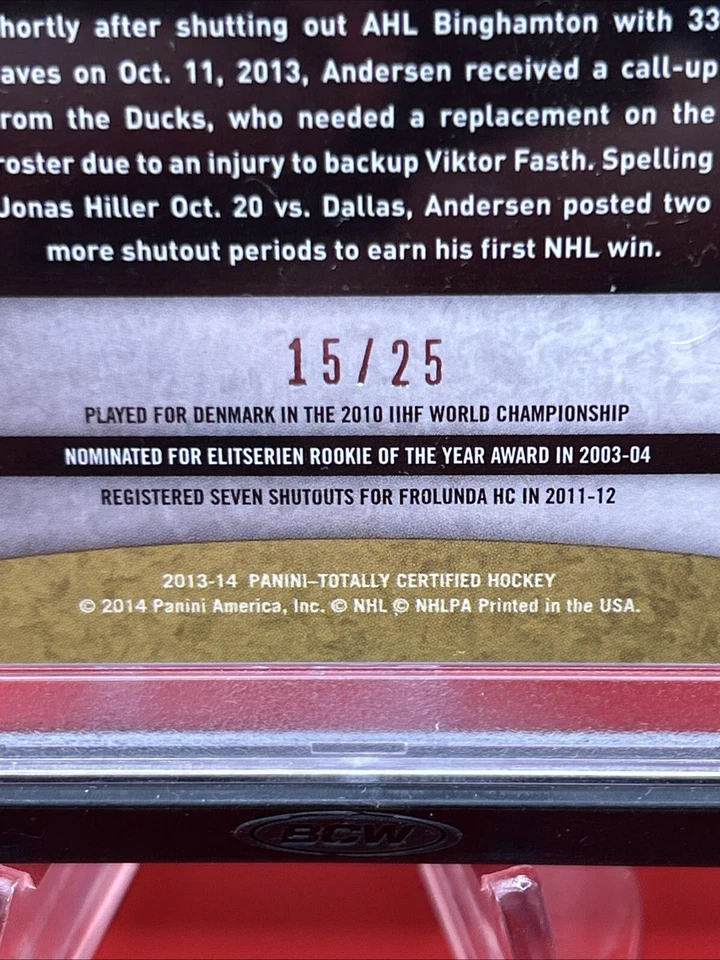 hortly after shutting out AHL Binghamton with 33
aves on Oct. 11, 2013, Andersen received a call-up
rom the Ducks, who needed a replacement on the
roster due to an injury to backup Viktor Fasth. Spelling
Jonas Hiller Oct. 20 vs. Dallas, Andersen posted two
more shutout periods to earn his first NHL win.
15/25
PLAYED FOR DENMARK IN THE 2010 IIHF WORLD CHAMPIONSHIP
NOMINATED FOR ELITSERIEN ROOKIE OF THE YEAR AWARD IN 2003-04
REGISTERED SEVEN SHUTOUTS FOR FROLUNDA HC IN 2011-12
2013-14 PANINI–TOTALLY CERTIFIED HOCKEY
© 2014 Panini America, Inc. © NHL © NHLPA Printed in the USA.
BCW